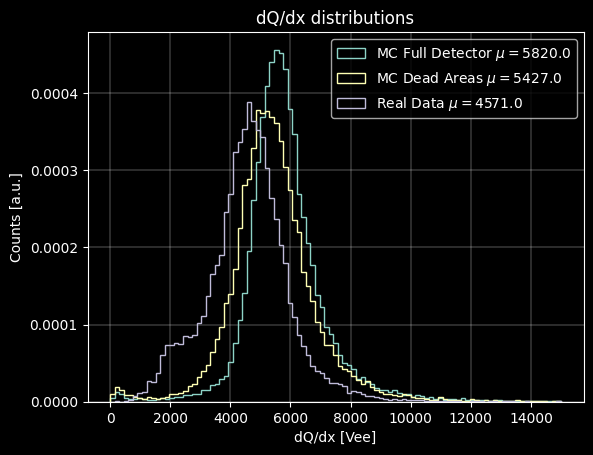 dQ/dx distributions
MC Full Detector μ = 5820.0
MC Dead Areas μ = 5427.0
Real Data μ = 4571.0
Counts [a.u.]
0.0004
0.0003
0.0002
0.0001
0.0000
0 2000 4000 6000 8000 10000 12000 14000
dQ/dx [Vee]